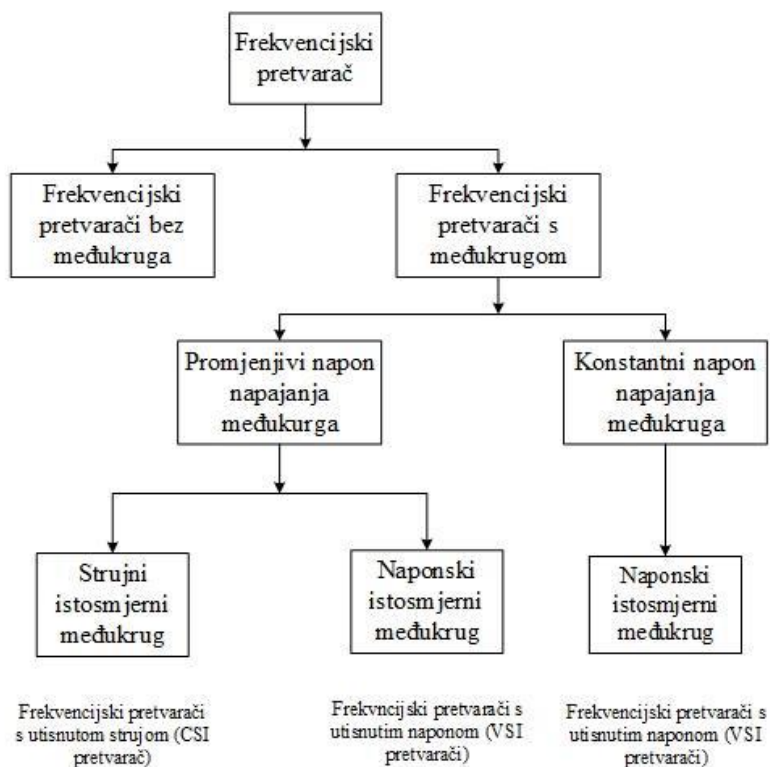 Frekvencijski
pretvarač
Frekvencijski
pretvarači bez
međukruga
Frekvencijski
pretvarači s
međukrugom
Promjenjivi napon
napajanja
međukurga
Konstantni napon
napajanja
međukruga
Strujni
istosmjerni
međukrug
Naponski
istosmjerni
međukrug
Naponski
istosmjerni
međukrug
Frekvencijski pretvarači
s utisnutom strujom (CSI
pretvarač)
Frekvncijski pretvarači s
utisnutim naponom (VSI
pretvarači)
Frekvencijski pretvarači s
utisnutim naponom (VSI
pretvarači)